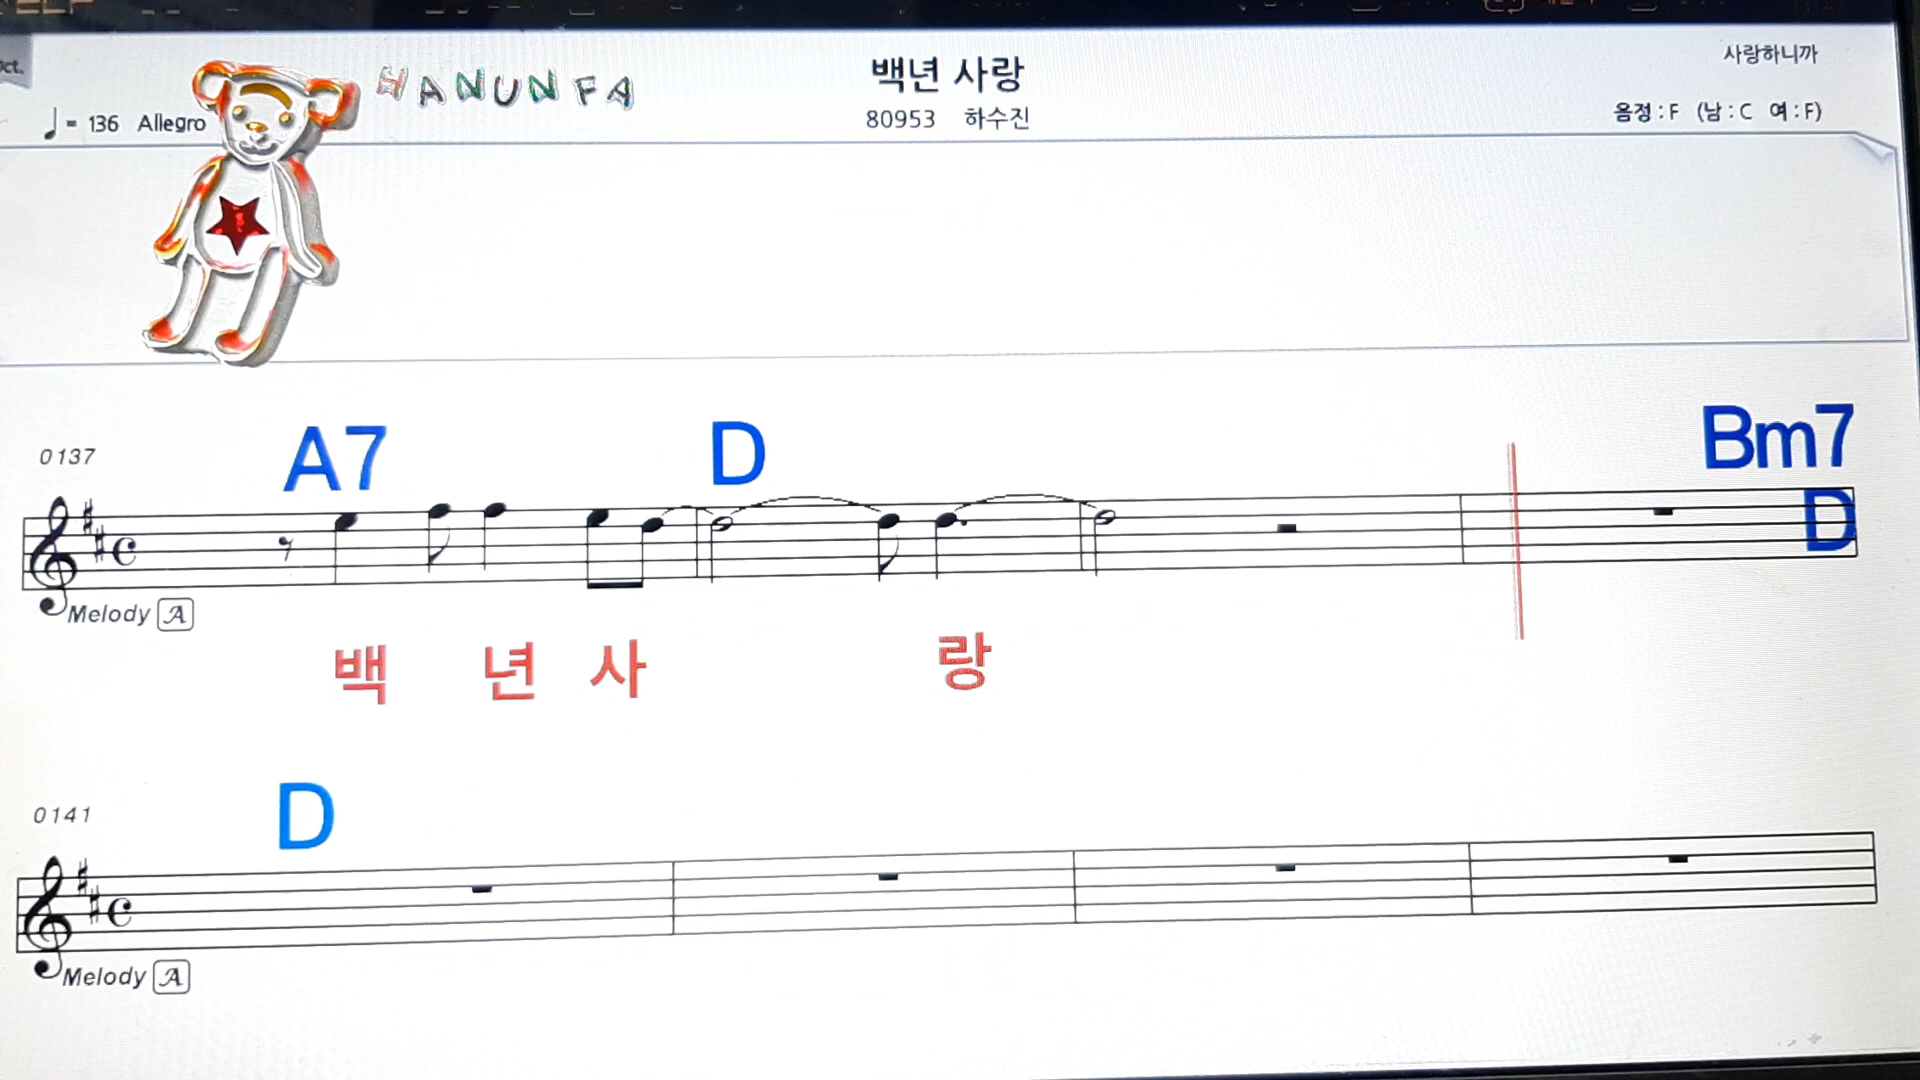 HANUNFA
백년 사랑
사랑하니까
♩= 136 Allegro
80953 하수진
음정 : F (남 : C 여 : F)
A7 D Bm7
0137
D
Melody A
백 년 사 랑
D
0141
Melody A